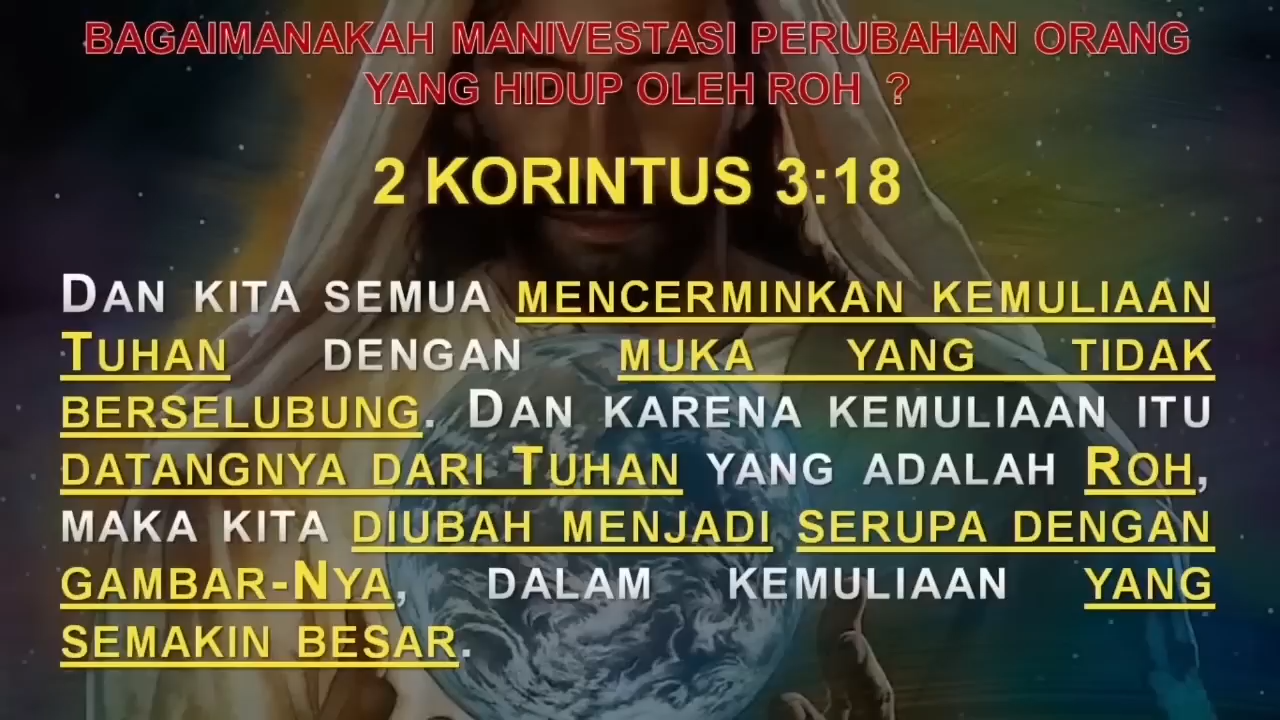 BAGAIMANAKAH MANIVESTASI PERUBAHAN ORANG
YANG HIDUP OLEH ROH ?
2 KORINTUS 3:18
DAN KITA SEMUA MENCERMINKAN KEMULIAAN
TUHAN DENGAN MUKA YANG TIDAK
BERSELUBUNG. DAN KARENA KEMULIAAN ITU
DATANGNYA DARI TUHAN YANG ADALAH ROH,
MAKA KITA DIUBAH MENJADI SERUPA DENGAN
GAMBAR-NYA, DALAM KEMULIAAN YANG
SEMAKIN BESAR.